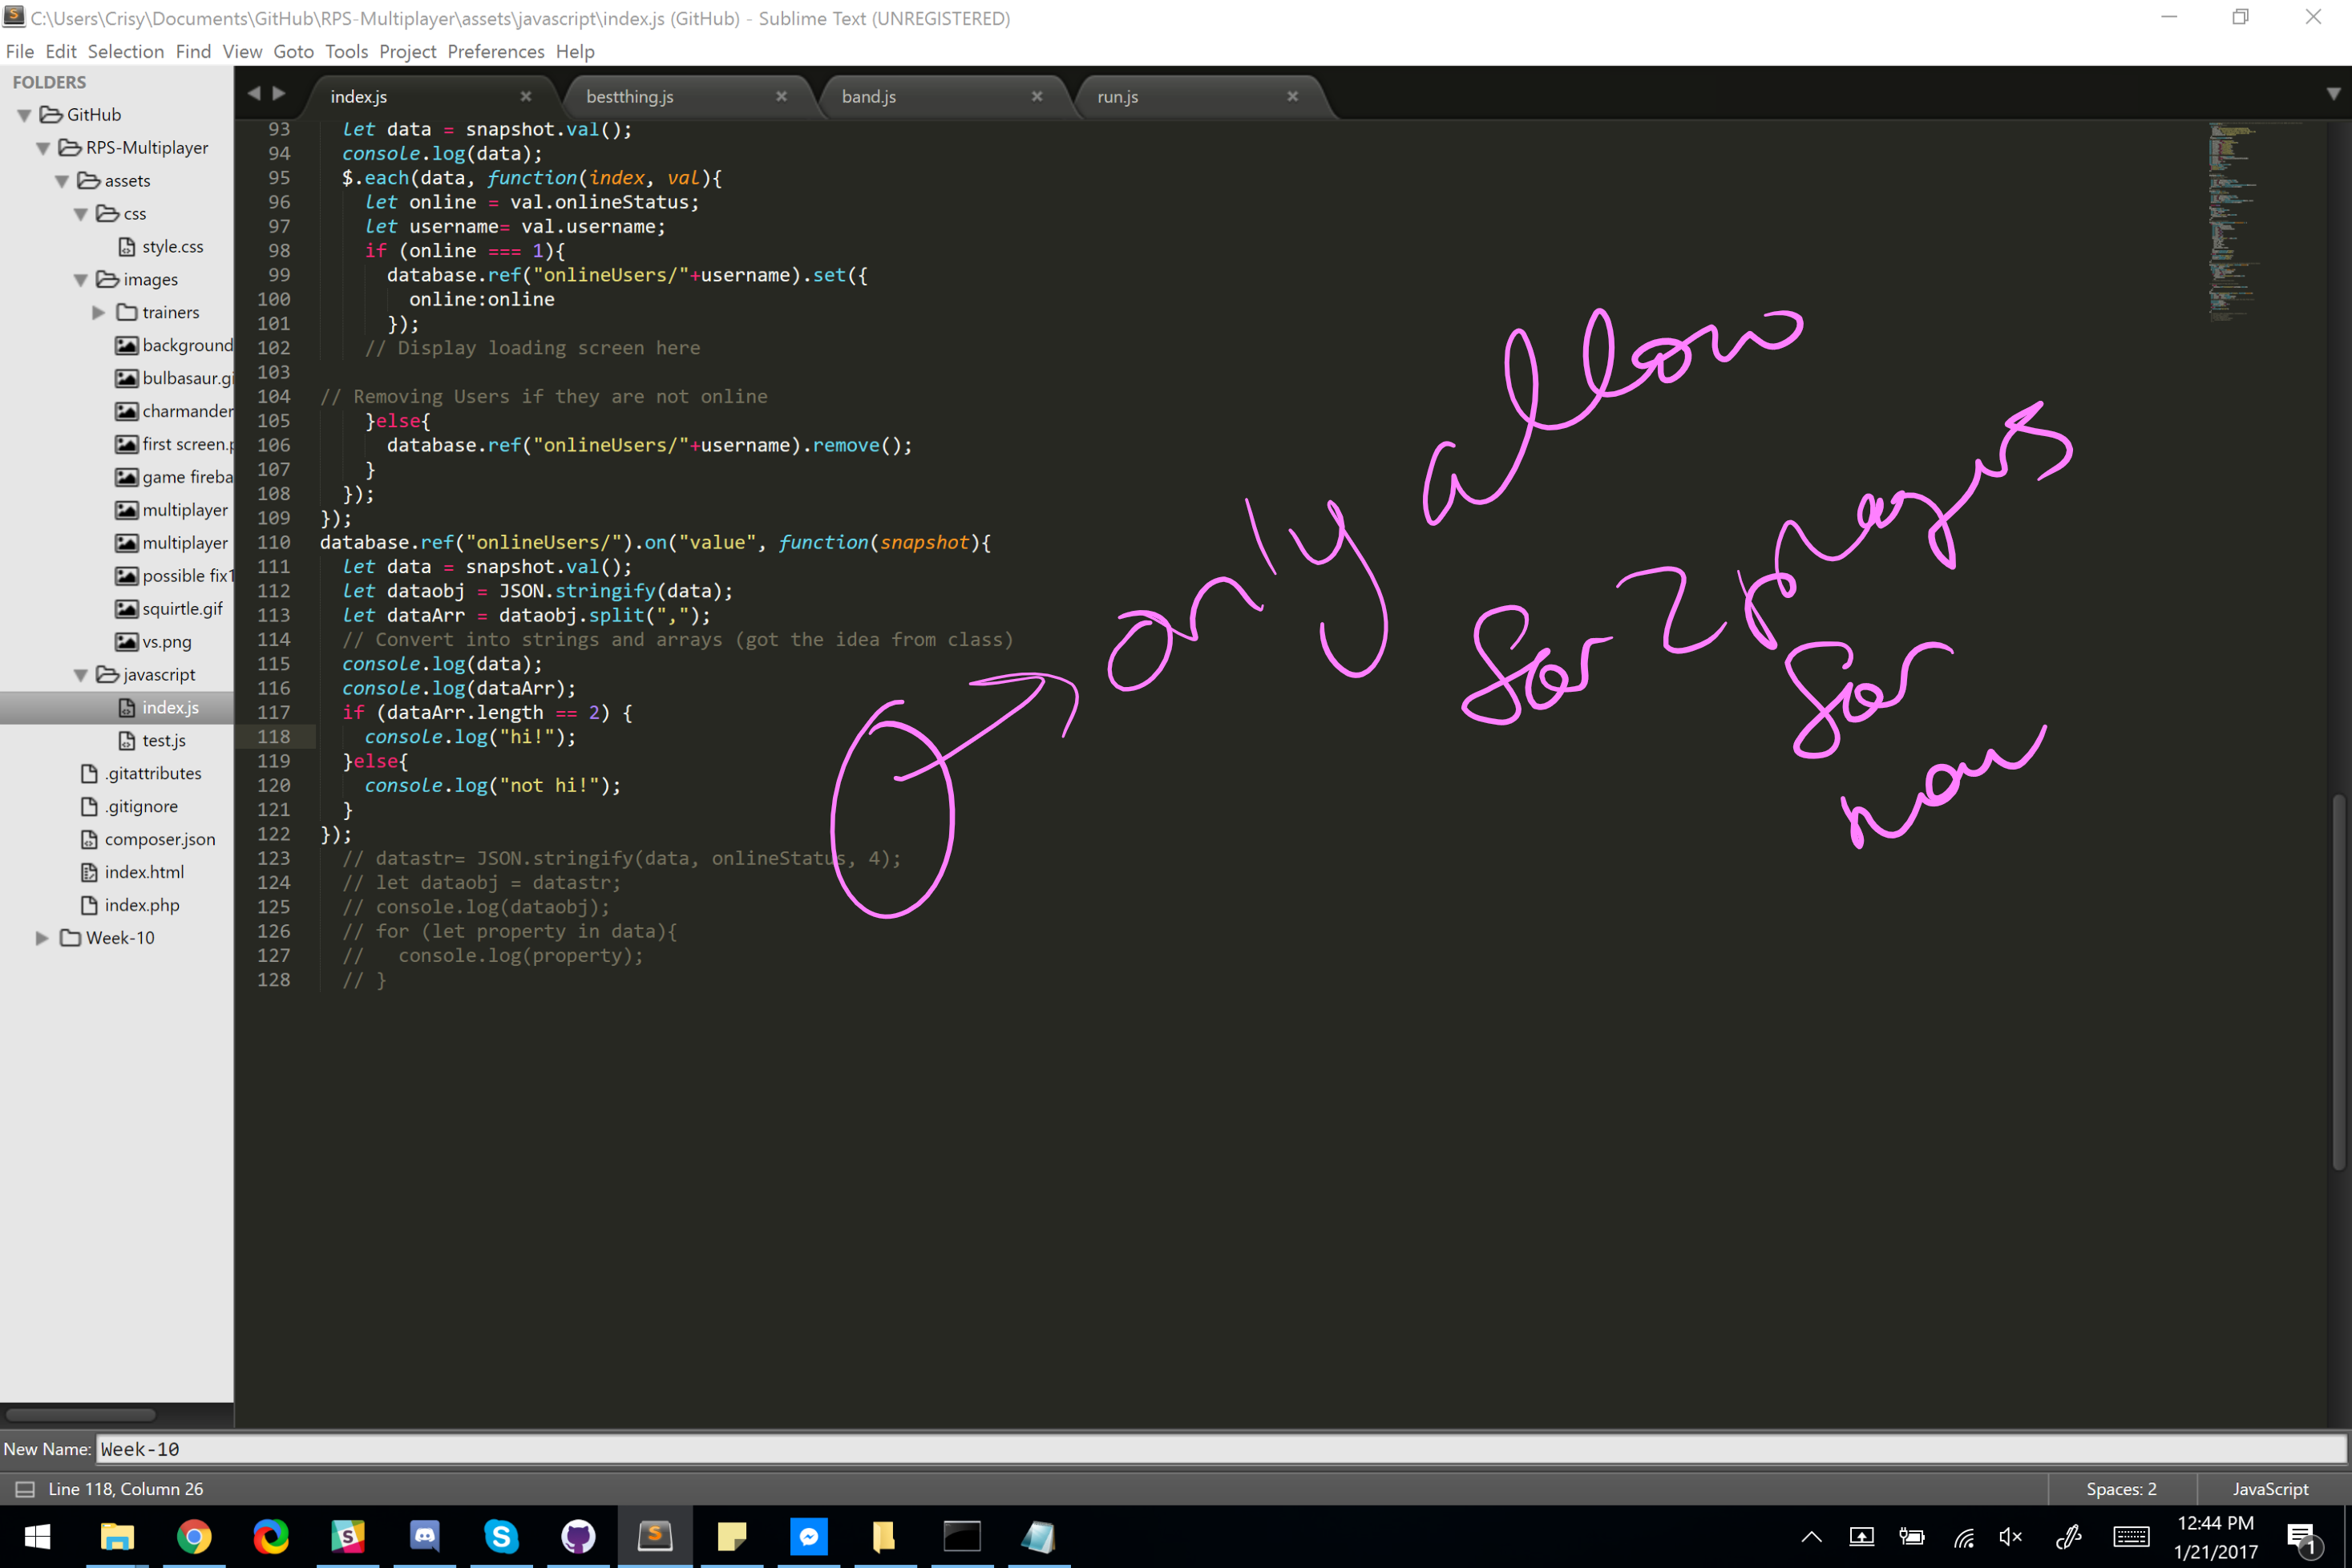 C:\Users\Crisy\Documents\GitHub\RPS-Multiplayer\assets\javascript\index.js (GitHub) - Sublime Text (UNREGISTERED)
File Edit Selection Find View Goto Tools Project Preferences Help
FOLDERS
GitHub
RPS-Multiplayer
assets
css
style.css
images
trainers
background
bulbasaur.gi
charmander
first screen.p
game fireba
multiplayer
multiplayer
possible fix1
squirtle.gif
vs.png
javascript
index.js
test.js
.gitattributes
.gitignore
composer.json
index.html
index.php
Week-10
index.js bestthing.js band.js run.js
93 let data = snapshot.val();
94 console.log(data);
95 $.each(data, function(index, val){
96 let online = val.onlineStatus;
97 let username= val.username;
98 if (online === 1){
99 database.ref("onlineUsers/"+username).set({
100 online:online
101 });
102 // Display loading screen here
103
104 // Removing Users if they are not online
105 }else{
106 database.ref("onlineUsers/"+username).remove();
107 }
108 });
109 });
110 database.ref("onlineUsers/").on("value", function(snapshot){
111 let data = snapshot.val();
112 let dataobj = JSON.stringify(data);
113 let dataArr = dataobj.split(",");
114 // Convert into strings and arrays (got the idea from class)
115 console.log(data);
116 console.log(dataArr);
117 if (dataArr.length == 2) {
118 console.log("hi!");
119 }else{
120 console.log("not hi!");
121 }
122 });
123 // datastr= JSON.stringify(data, onlineStatus, 4);
124 // let dataobj = datastr;
125 // console.log(dataobj);
126 // for (let property in data){
127 // console.log(property);
128 // }
only allow
for 2
for
now
New Name: Week-10
Line 118, Column 26 Spaces: 2 JavaScript
12:44 PM
1/21/2017
1